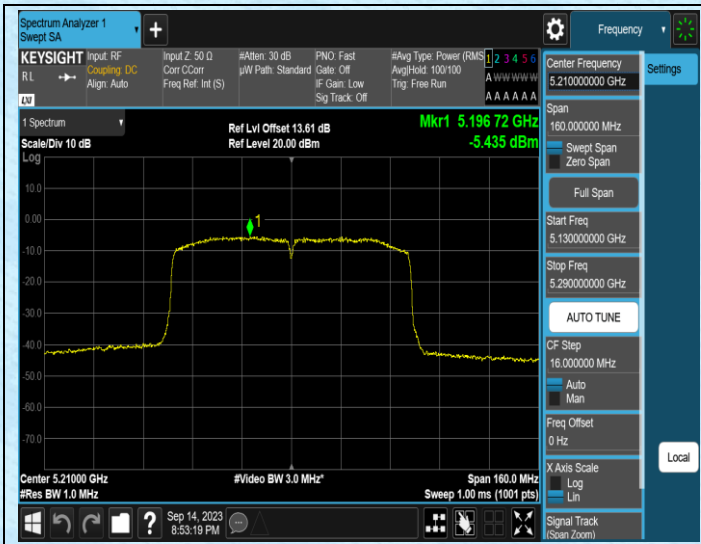 Spectrum Analyzer 1
Swept SA
Frequency
KEYSIGHT
R L
LXI
Input: RF
Coupling: DC
Align: Auto
Input Z: 50 Ω
Corr CCorr
Freq Ref: Int (S)
#Atten: 30 dB
µW Path: Standard
PNO: Fast
Gate: Off
IF Gain: Low
Sig Track: Off
#Avg Type: Power (RMS
Avg|Hold: 100/100
Trig: Free Run
1 2 3 4 5 6
A W W W W W
A A A A A A
1 Spectrum
Scale/Div 10 dB
Ref Lvl Offset 13.61 dB
Ref Level 20.00 dBm
Mkr1 5.196 72 GHz
-5.435 dBm
Log
10.0
0.00
-10.0
-20.0
-30.0
-40.0
-50.0
-60.0
-70.0
1
Center 5.21000 GHz
#Res BW 1.0 MHz
#Video BW 3.0 MHz*
Span 160.0 MHz
Sweep 1.00 ms (1001 pts)
?
Sep 14, 2023
8:53:19 PM
Center Frequency
5.210000000 GHz
Span
160.000000 MHz
Swept Span
Zero Span
Full Span
Start Freq
5.130000000 GHz
Stop Freq
5.290000000 GHz
AUTO TUNE
CF Step
16.000000 MHz
Auto
Man
Freq Offset
0 Hz
X Axis Scale
Log
Lin
Signal Track
(Span Zoom)
Settings
Local